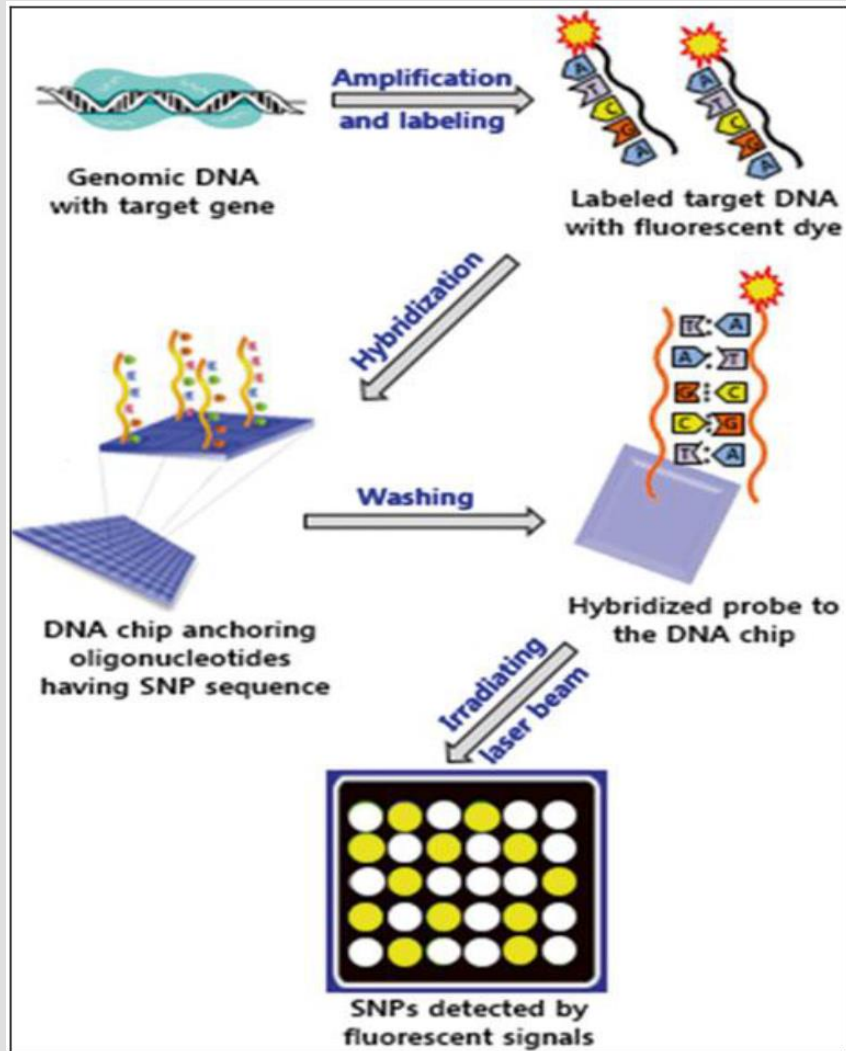 Amplification
and labeling
Genomic DNA
with target gene
A
T
C
G
A
A
T
C
G
A
Labeled target DNA
with fluorescent dye
Hybridization
T
A
A
T
G
C
C
G
T
A
Washing
DNA chip anchoring
oligonucleotides
having SNP sequence
Hybridized probe to
the DNA chip
Irradiating
laser beam
SNPs detected by
fluorescent signals